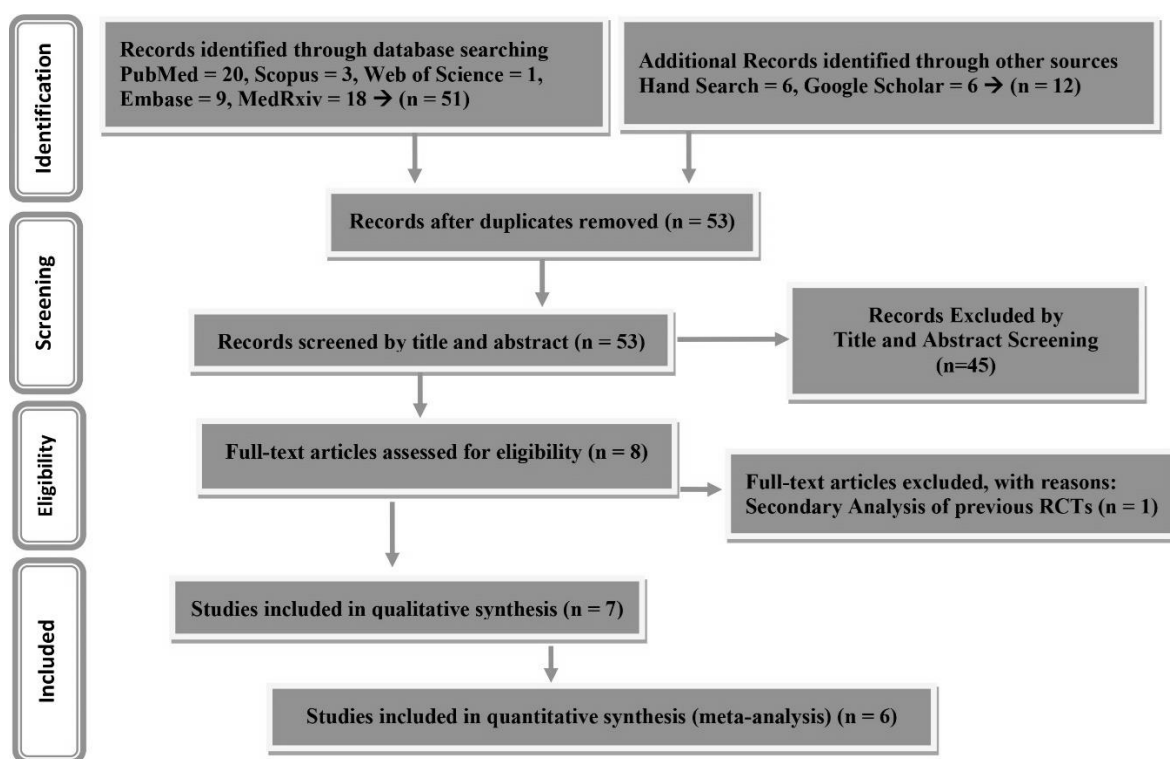 Identification
Records identified through database searching
PubMed = 20, Scopus = 3, Web of Science = 1,
Embase = 9, MedRxiv = 18 → (n = 51)
Additional Records identified through other sources
Hand Search = 6, Google Scholar = 6 → (n = 12)
Records after duplicates removed (n = 53)
Screening
Records screened by title and abstract (n = 53)
Records Excluded by
Title and Abstract Screening
(n=45)
Eligibility
Full-text articles assessed for eligibility (n = 8)
Full-text articles excluded, with reasons:
Secondary Analysis of previous RCTs (n = 1)
Included
Studies included in qualitative synthesis (n = 7)
Studies included in quantitative synthesis (meta-analysis) (n = 6)